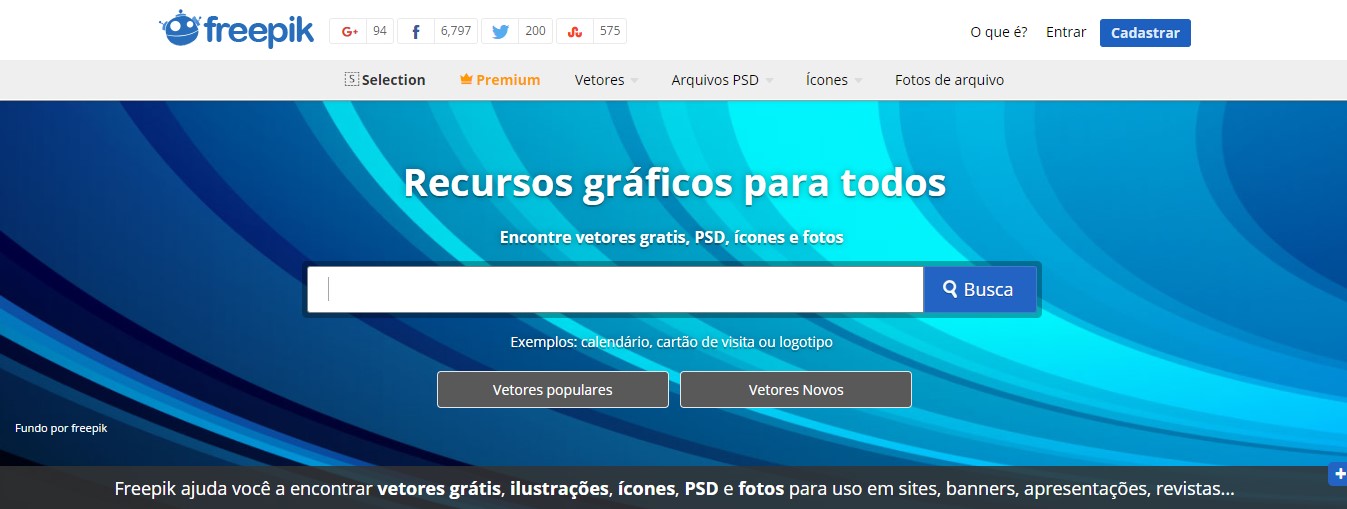 freepik G+ 94 f 6,797 200 575 O que é? Entrar Cadastrar
S Selection Premium Vetores Arquivos PSD Ícones Fotos de arquivo
Recursos gráficos para todos
Encontre vetores gratis, PSD, ícones e fotos
Busca
Exemplos: calendário, cartão de visita ou logotipo
Vetores populares Vetores Novos
Fundo por freepik
+
Freepik ajuda você a encontrar vetores grátis, ilustrações, ícones, PSD e fotos para uso em sites, banners, apresentações, revistas...